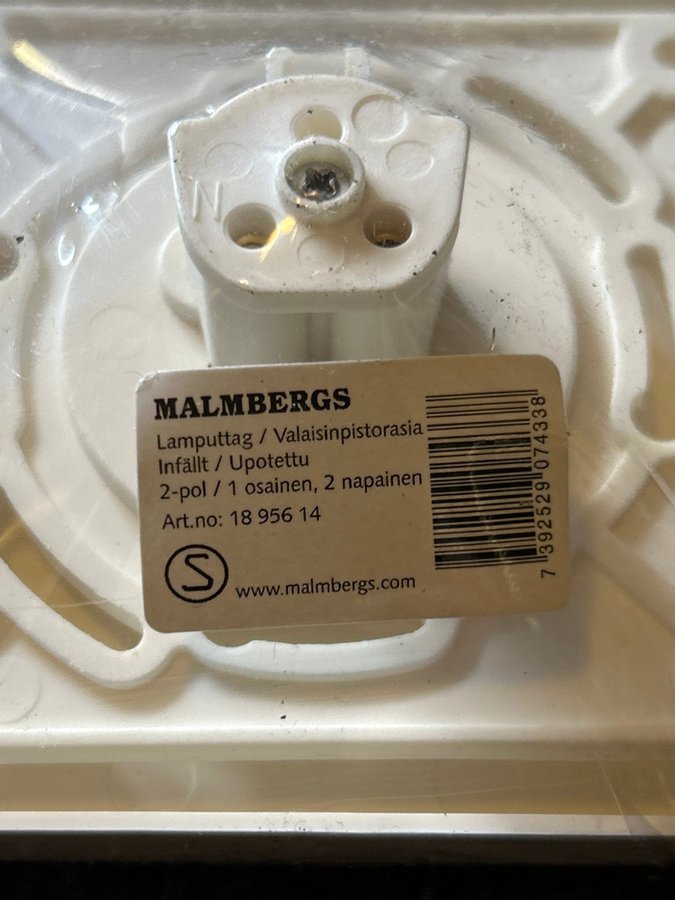 N
MALMBERGS
Lamputtag / Valaisinpistorasia
Infällt / Upotettu
2-pol / 1 osainen, 2 napainen
Art.no: 18 956 14
S
www.malmbergs.com
7 392529 074338